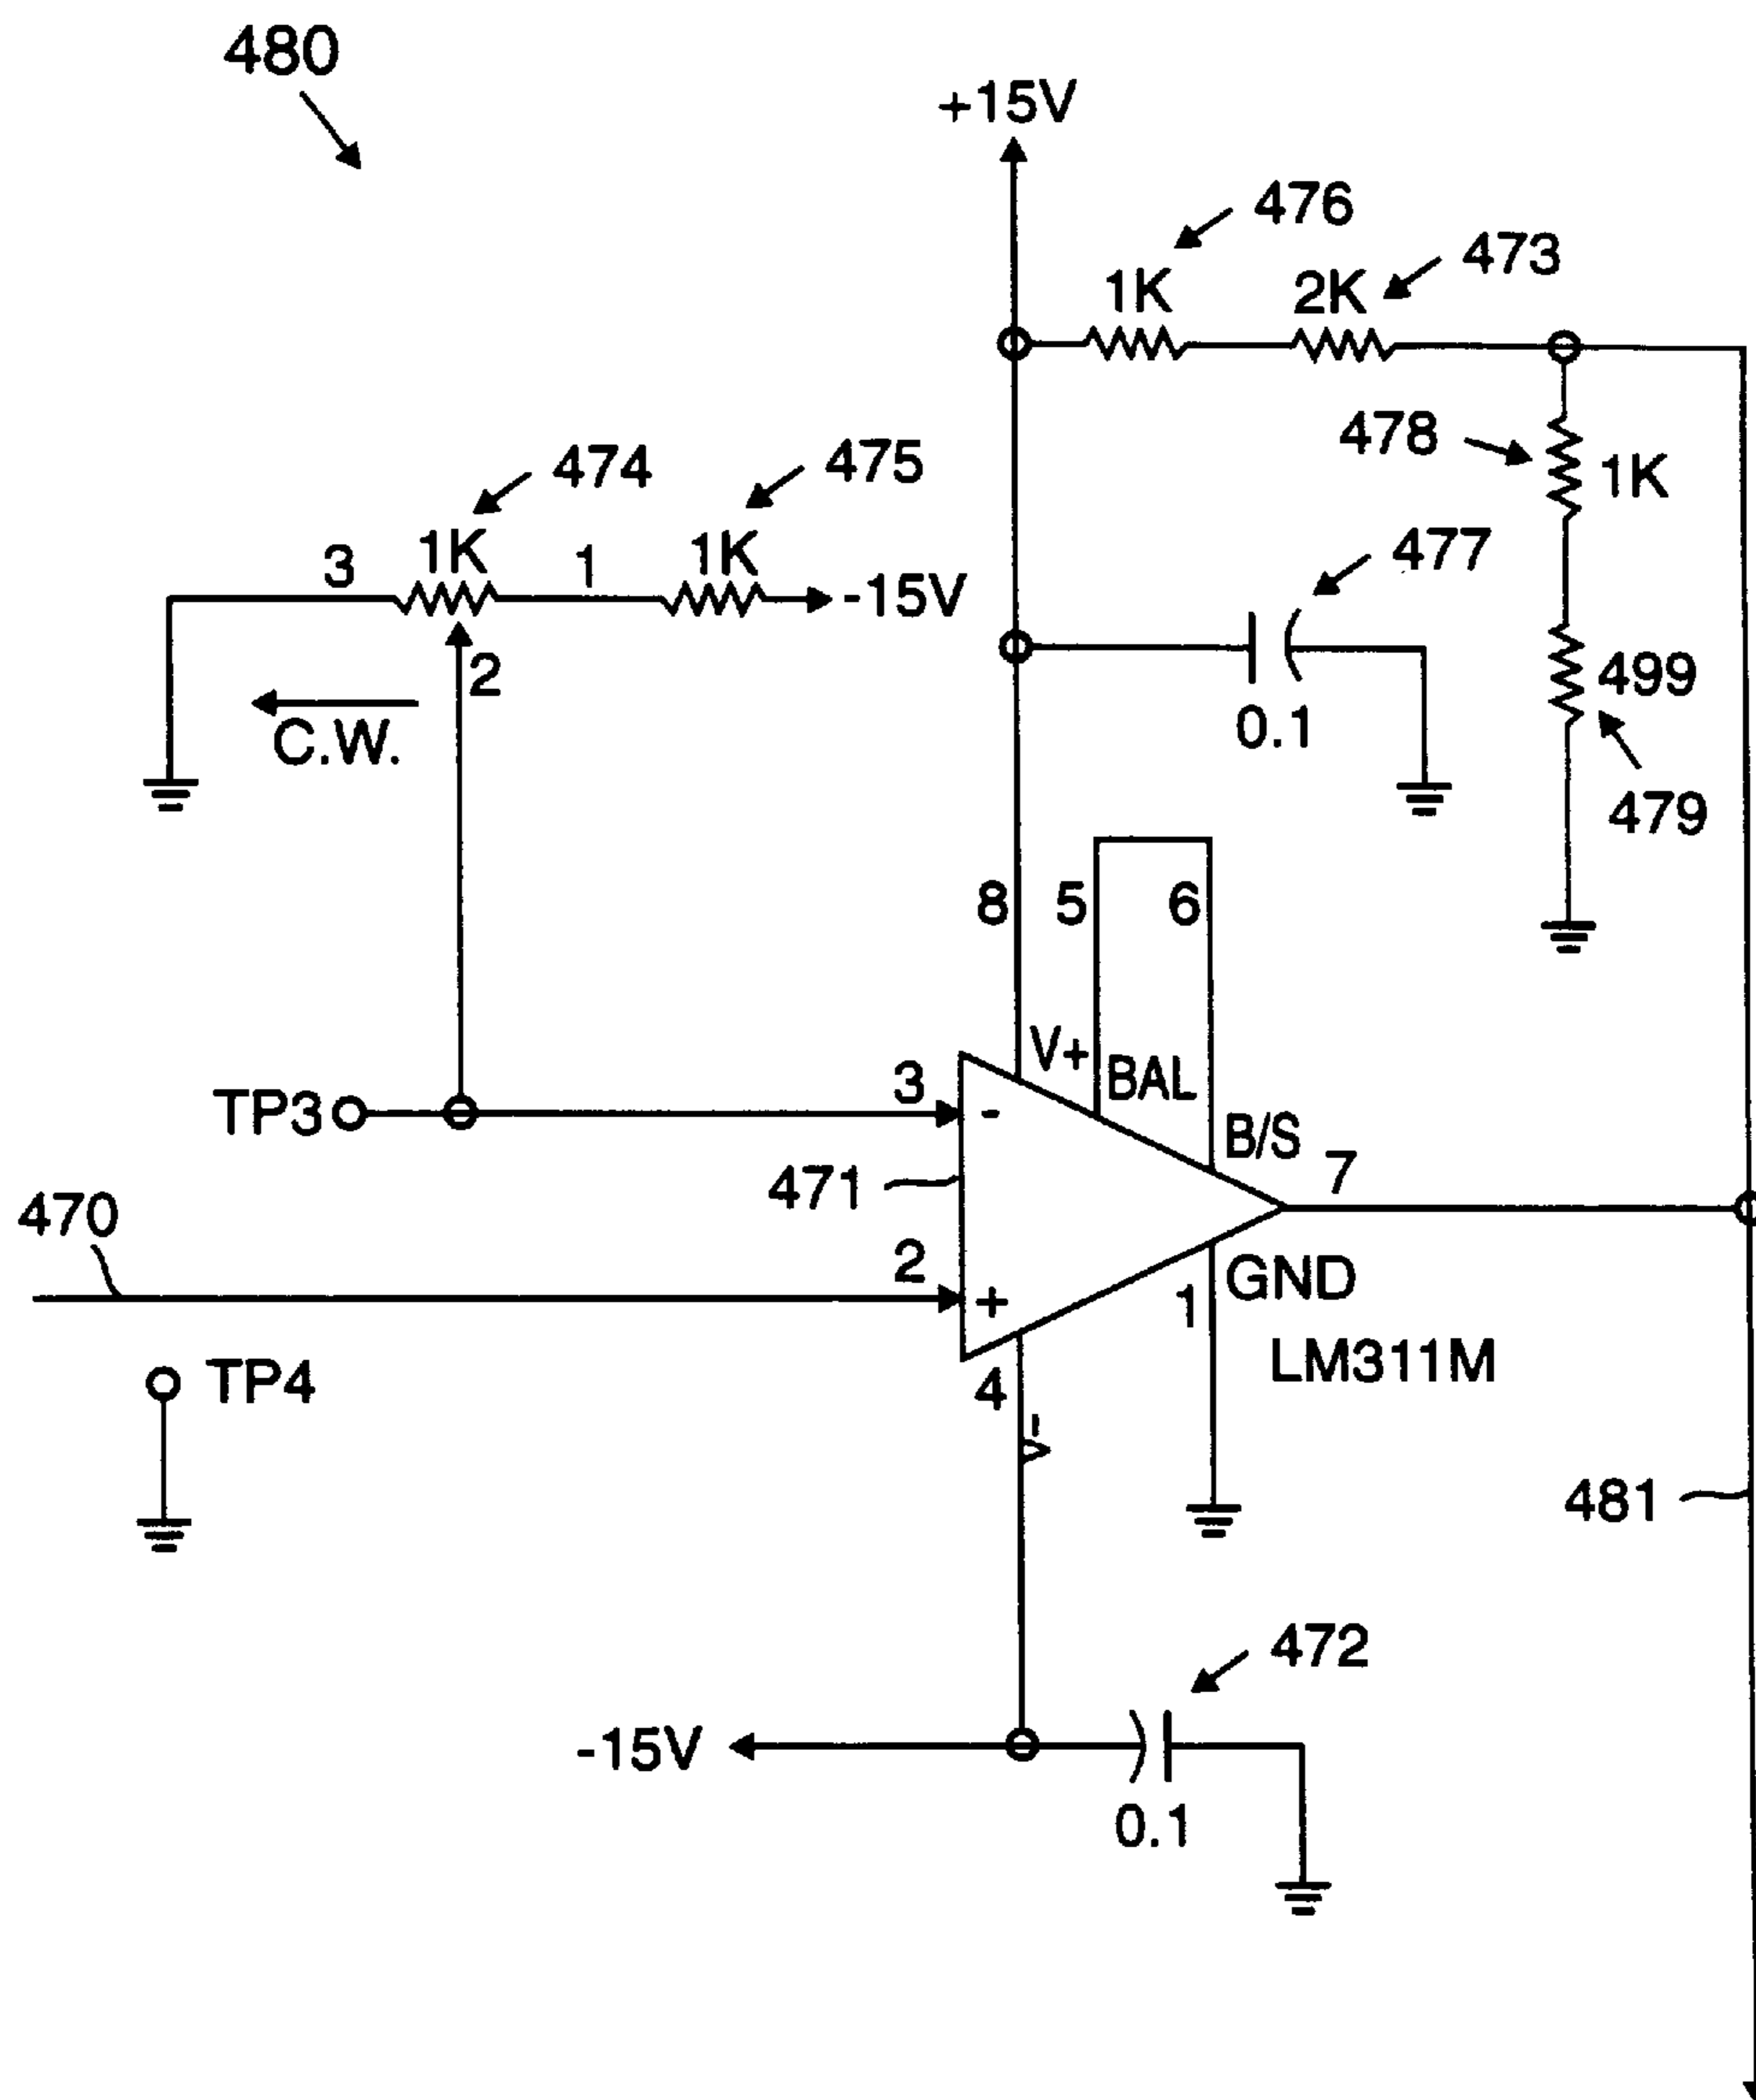 480
+15V
476
473
1K
2K
478
1K
474
475
477
3
1K
1
1K
-15V
2
499
C.W.
0.1
479
8
5
6
V+
BAL
3
TP3
-
B/S
7
471
470
2
+
GND
1
TP4
LM311M
4
V-
481
472
-15V
0.1